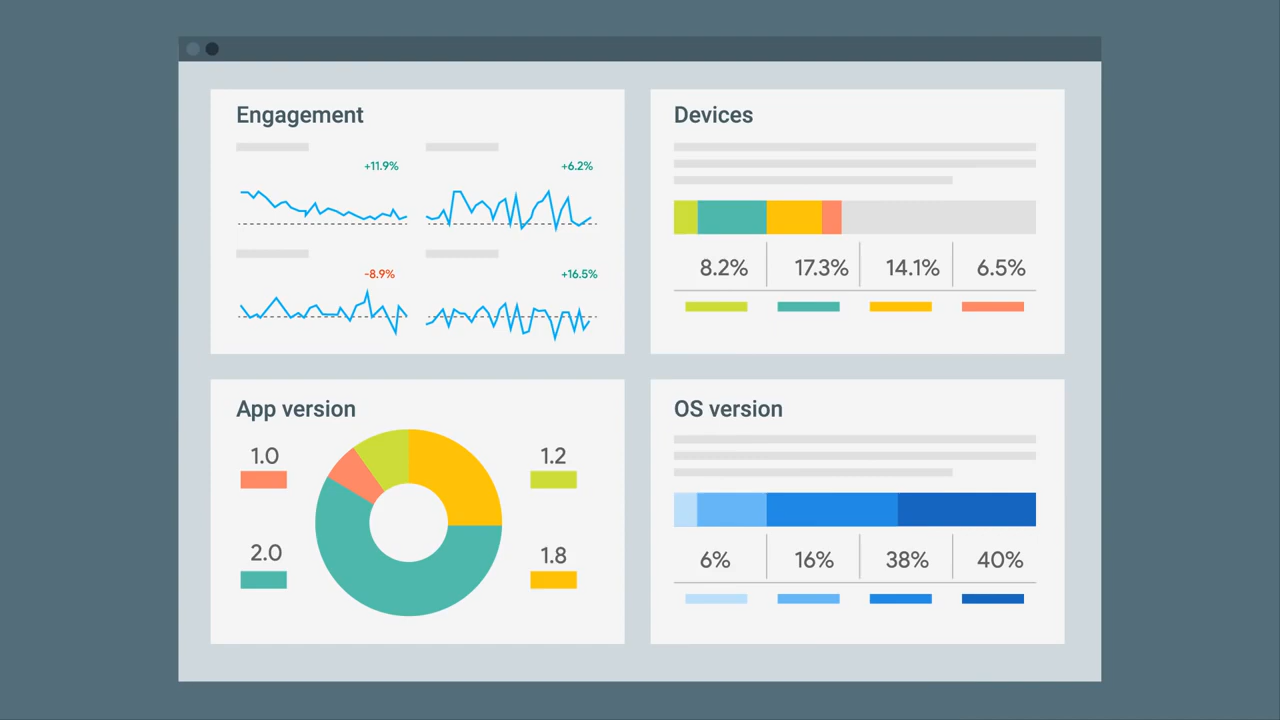 Engagement
+11.9%
+6.2%
-8.9%
+16.5%
Devices
8.2% 17.3% 14.1% 6.5%
App version
1.0
1.2
2.0
1.8
OS version
6% 16% 38% 40%